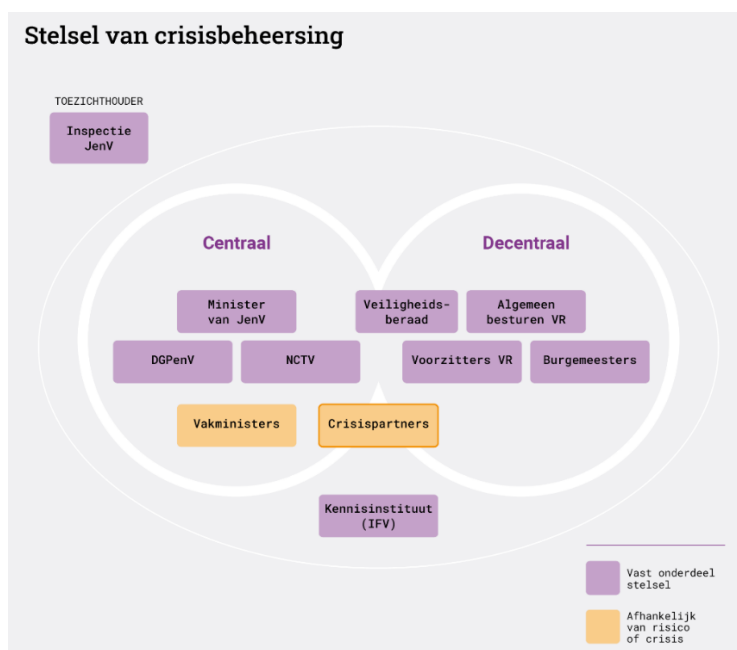 Stelsel van crisisbeheersing
TOEZICHTHOUDER
Inspectie
JenV
Centraal
Decentraal
Minister
van JenV
Veiligheids-
beraad
Algemeen
besturen VR
DGPenV
NCTV
Voorzitters VR
Burgemeesters
Vakministers
Crisispartners
Kennisinstituut
(IFV)
Vast onderdeel
stelsel
Afhankelijk
van risico
of crisis